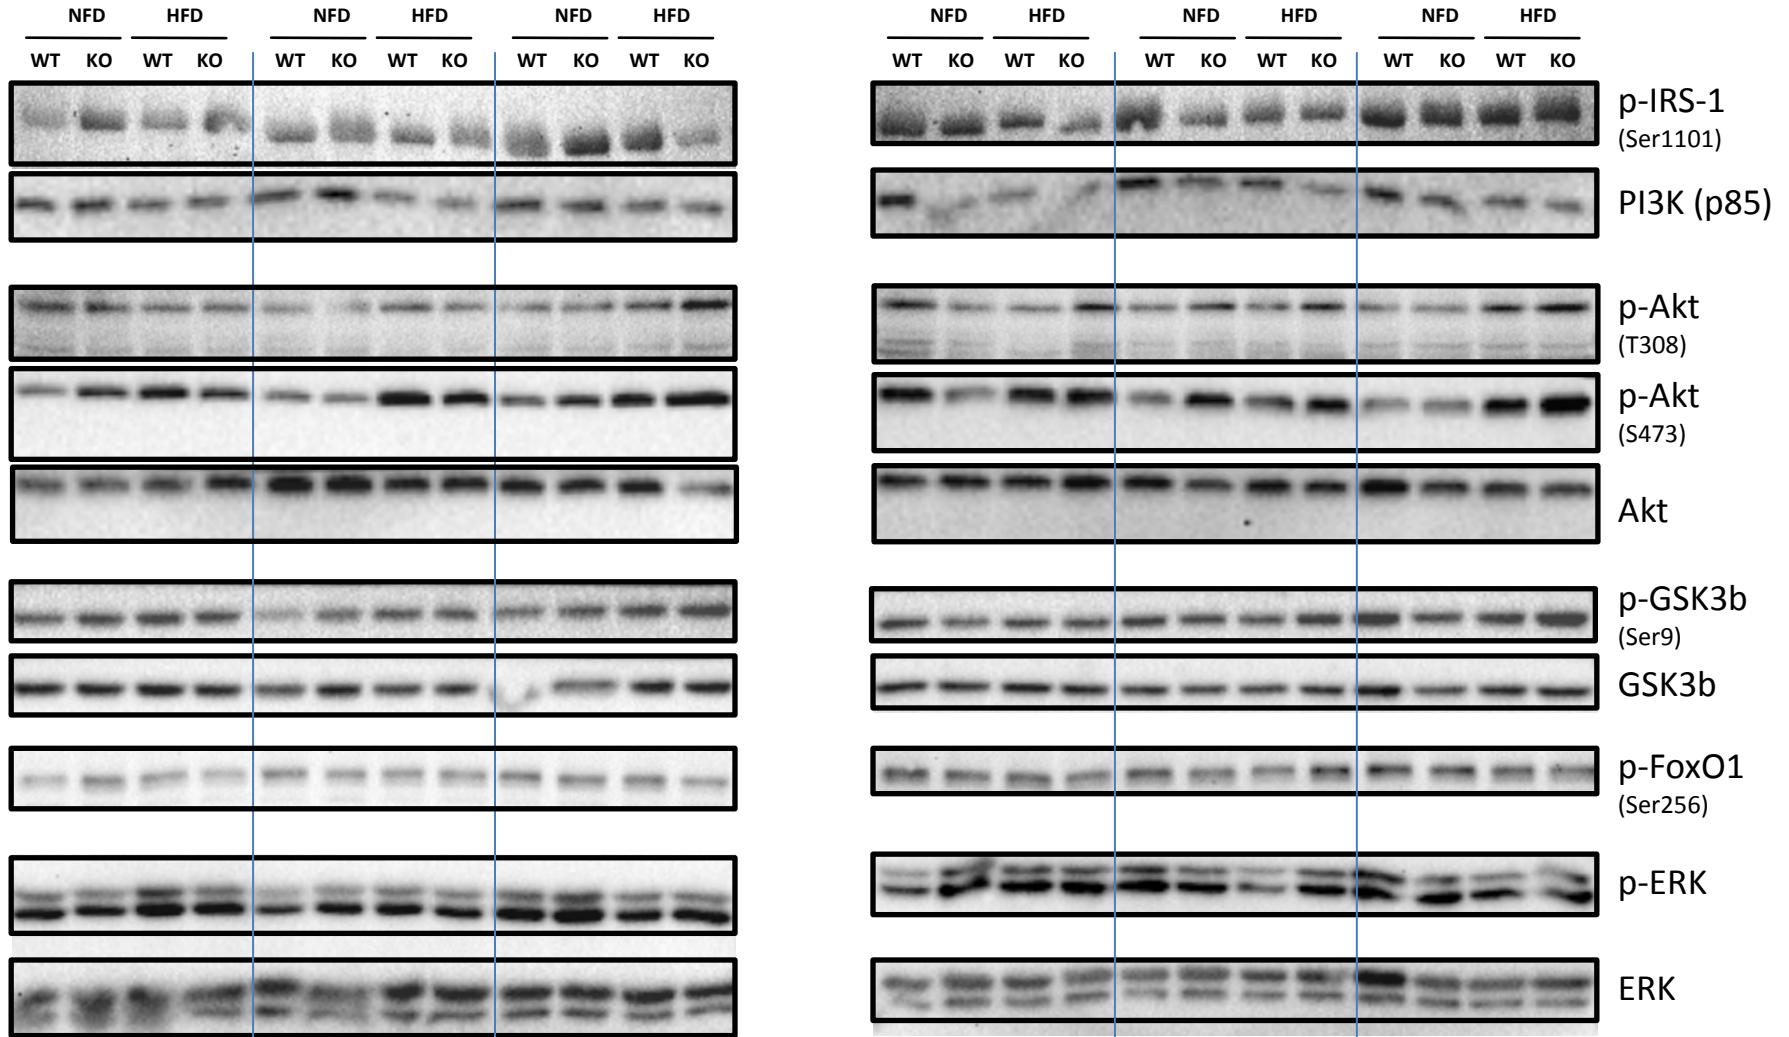 NFD HFD NFD HFD NFD HFD NFD HFD NFD HFD NFD HFD
WT KO WT KO WT KO WT KO WT KO WT KO WT KO WT KO WT KO WT KO WT KO WT KO
p-IRS-1
(Ser1101)
PI3K (p85)
p-Akt
(T308)
p-Akt
(S473)
Akt
p-GSK3b
(Ser9)
GSK3b
p-FoxO1
(Ser256)
p-ERK
ERK